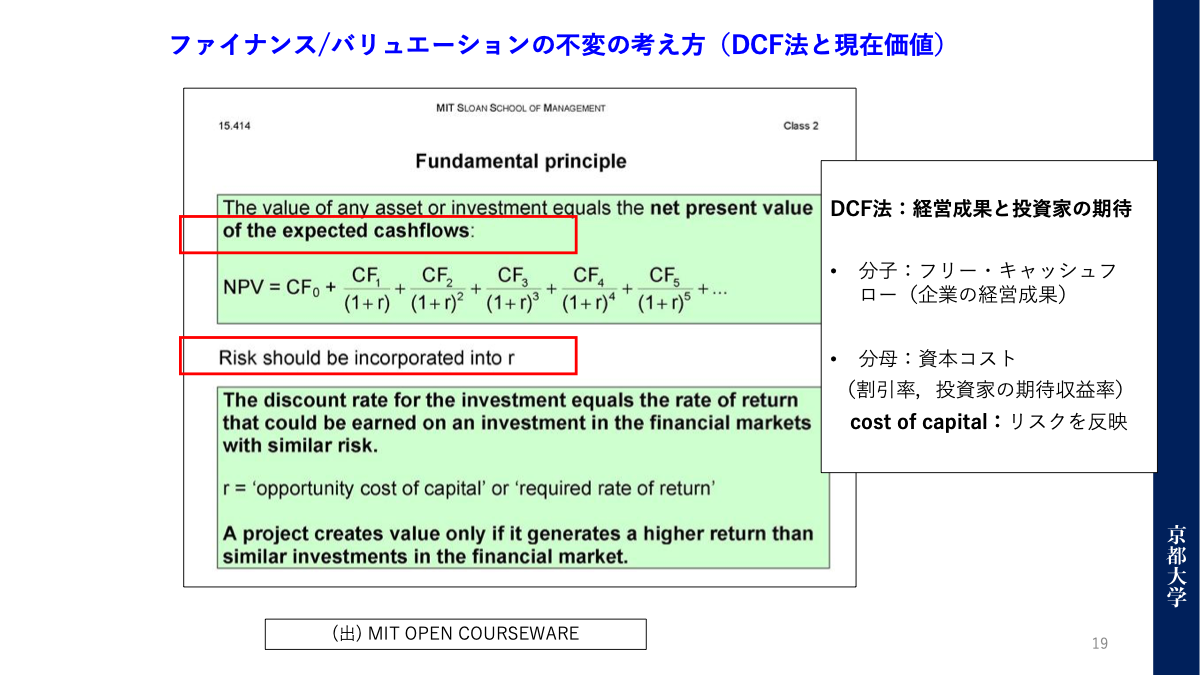 ファイナンス/バリュエーションの不変の考え方（DCF法と現在価値）
MIT SLOAN SCHOOL OF MANAGEMENT
15.414
Class 2
Fundamental principle
The value of any asset or investment equals the net present value
of the expected cashflows:
NPV = CF₀ + CF₁/(1+r) + CF₂/(1+r)² + CF₃/(1+r)³ + CF₄/(1+r)⁴ + CF₅/(1+r)⁵ + ...
Risk should be incorporated into r
The discount rate for the investment equals the rate of return
that could be earned on an investment in the financial markets
with similar risk.
r = ‘opportunity cost of capital’ or ‘required rate of return’
A project creates value only if it generates a higher return than
similar investments in the financial market.
DCF法：経営成果と投資家の期待
• 分子：フリー・キャッシュフ
ロー（企業の経営成果）
• 分母：資本コスト
（割引率，投資家の期待収益率）
cost of capital：リスクを反映
(出) MIT OPEN COURSEWARE
京都大学
19